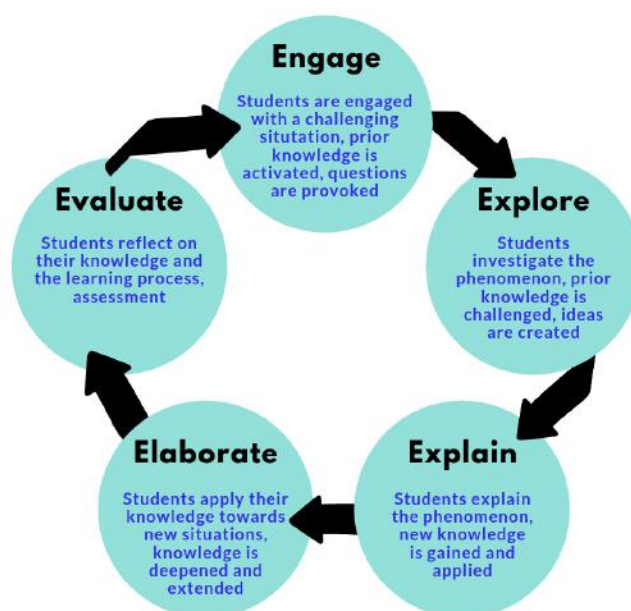 Engage
Students are engaged
with a challenging
situtation, prior
knowledge is
activated, questions
are provoked
Explore
Students
investigate the
phenomenon, prior
knowledge is
challenged, ideas
are created
Explain
Students explain
the phenomenon,
new knowledge
is gained and
applied
Elaborate
Students apply their
knowledge towards
new situations,
knowledge is
deepened and
extended
Evaluate
Students reflect on
their knowledge and
the learning process,
assessment